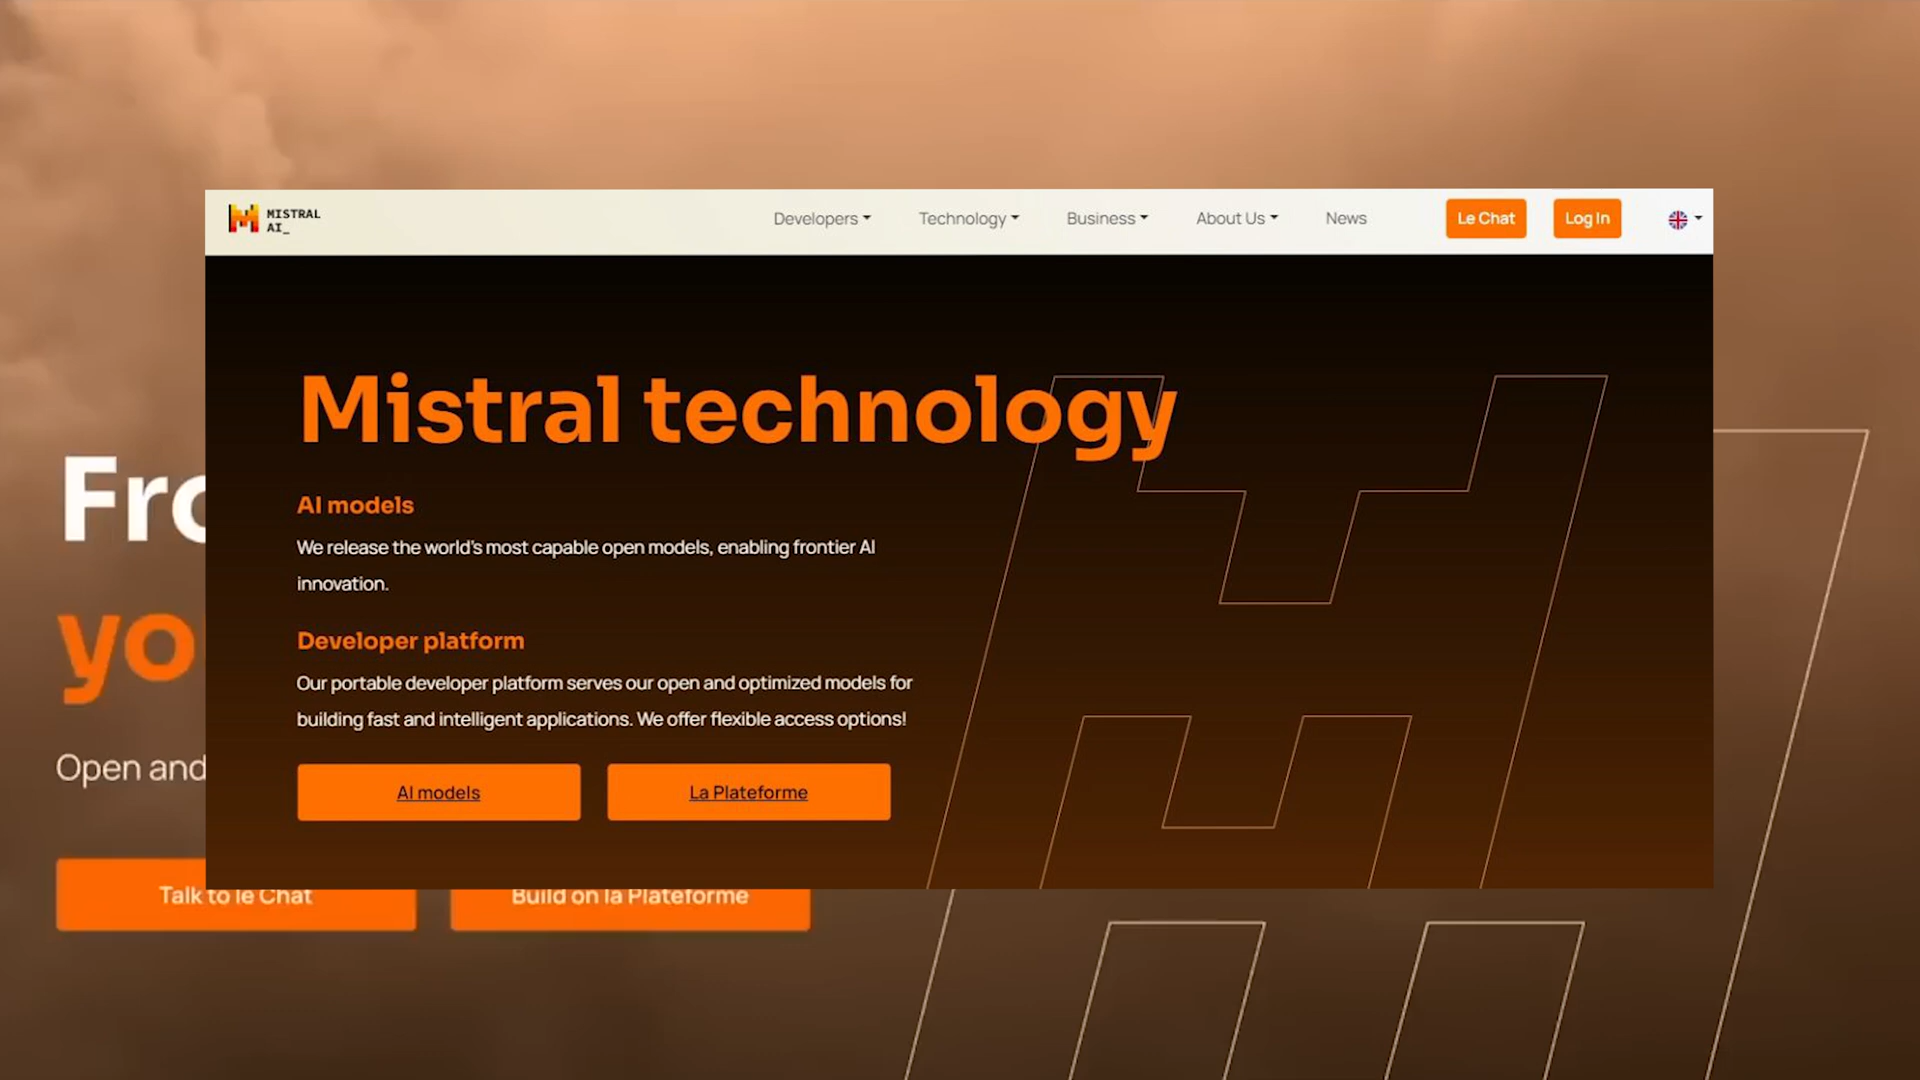 MISTRAL
AI_
Developers
Technology
Business
About Us
News
Le Chat
Log In
Mistral technology
AI models
We release the world's most capable open models, enabling frontier AI
innovation.
Developer platform
Our portable developer platform serves our open and optimized models for
building fast and intelligent applications. We offer flexible access options!
AI models
La Plateforme
Fro
yo
Open and
Talk to le Chat
Build on la Plateforme